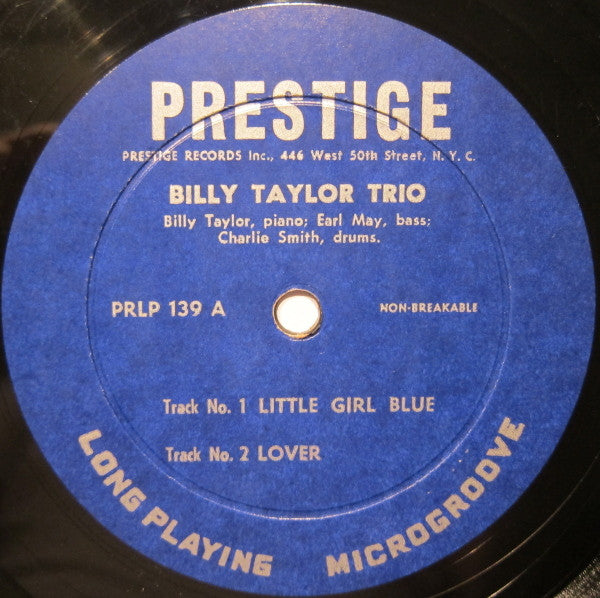 PRESTIGE
PRESTIGE RECORDS Inc., 446 West 50th Street, N. Y. C.
BILLY TAYLOR TRIO
Billy Taylor, piano; Earl May, bass;
Charlie Smith, drums.
PRLP 139 A
NON-BREAKABLE
Track No. 1 LITTLE GIRL BLUE
Track No. 2 LOVER
LONG PLAYING MICROGROOVE